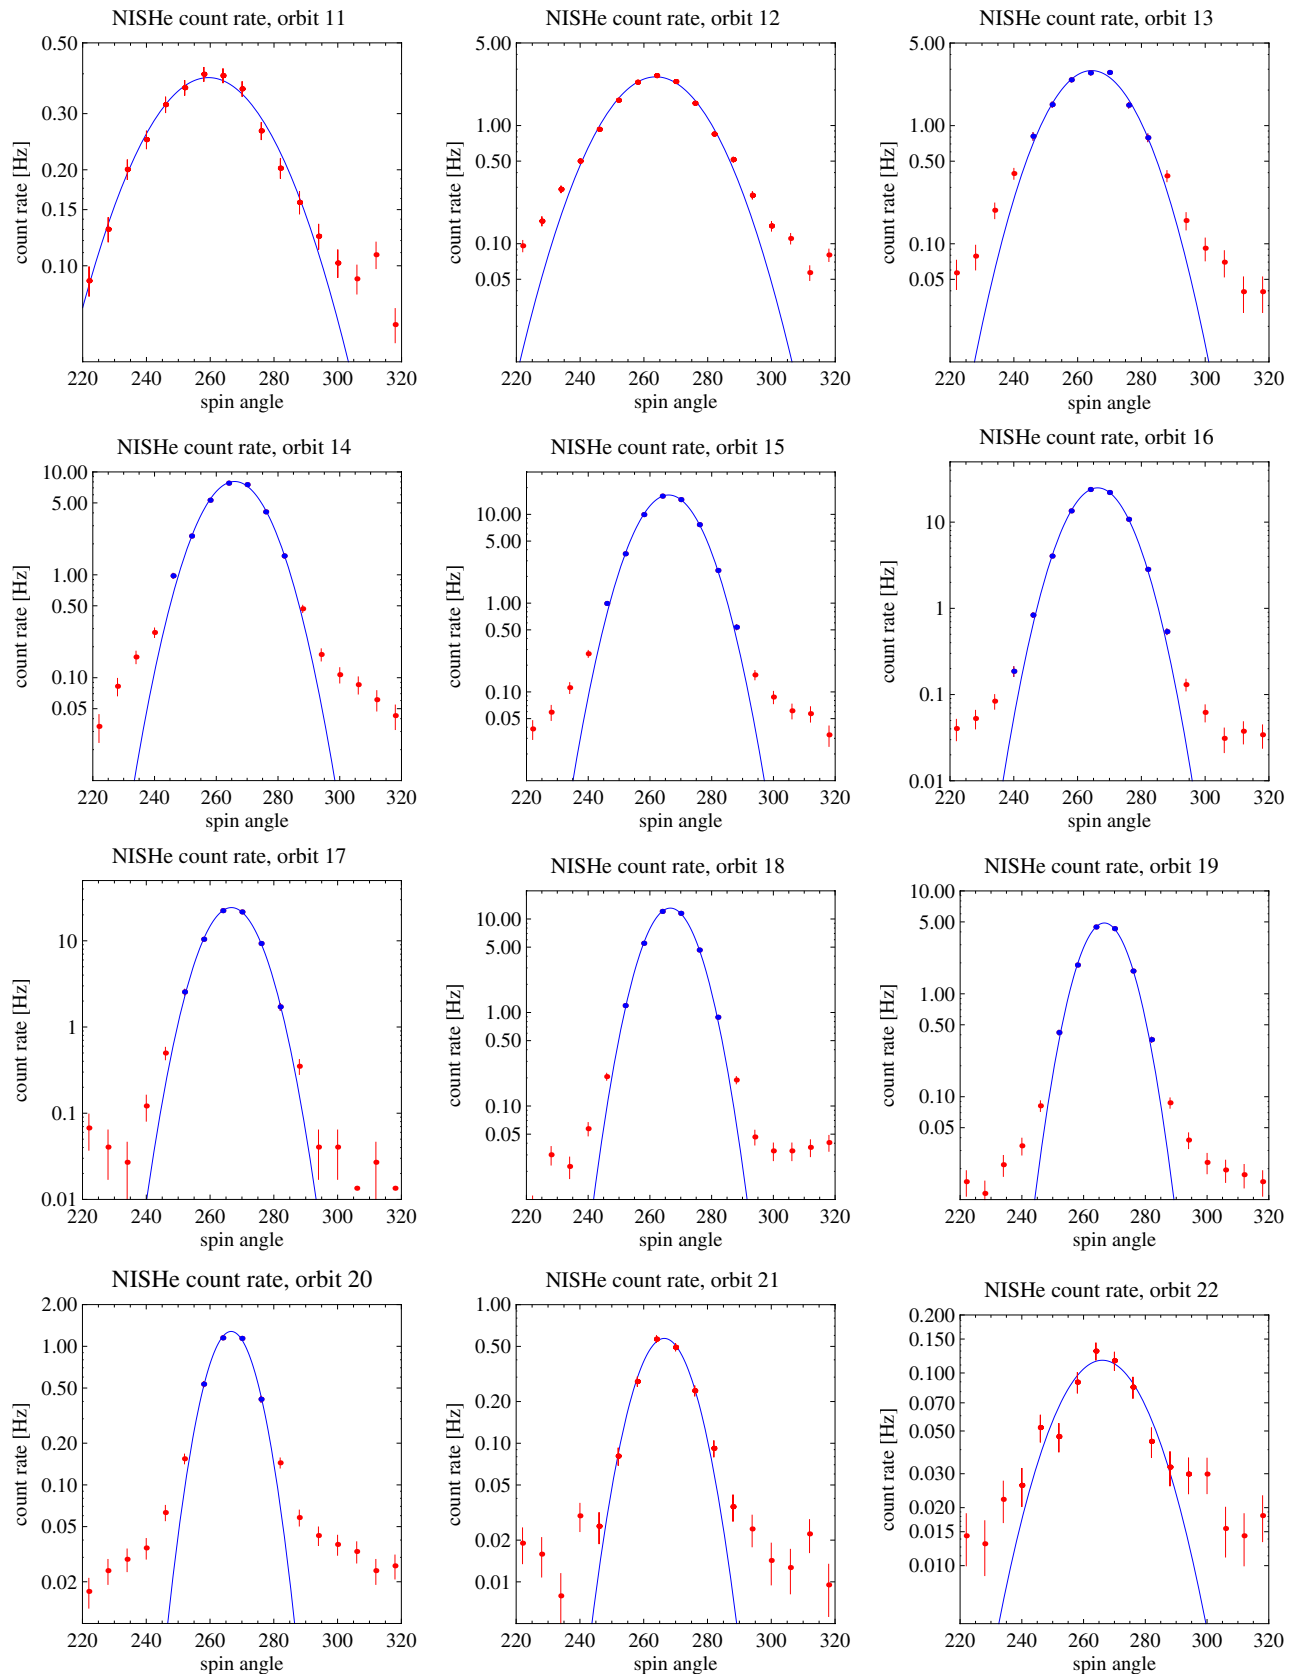 NISHe count rate, orbit 11
0.50
0.30
0.20
0.15
0.10
count rate [Hz]
220 240 260 280 300 320
spin angle
NISHe count rate, orbit 12
5.00
1.00
0.50
0.10
0.05
count rate [Hz]
220 240 260 280 300 320
spin angle
NISHe count rate, orbit 13
5.00
1.00
0.50
0.10
0.05
count rate [Hz]
220 240 260 280 300 320
spin angle
NISHe count rate, orbit 14
10.00
5.00
1.00
0.50
0.10
0.05
count rate [Hz]
220 240 260 280 300 320
spin angle
NISHe count rate, orbit 15
10.00
5.00
1.00
0.50
0.10
0.05
count rate [Hz]
220 240 260 280 300 320
spin angle
NISHe count rate, orbit 16
10
1
0.1
0.01
count rate [Hz]
220 240 260 280 300 320
spin angle
NISHe count rate, orbit 17
10
1
0.1
0.01
count rate [Hz]
220 240 260 280 300 320
spin angle
NISHe count rate, orbit 18
10.00
5.00
1.00
0.50
0.10
0.05
count rate [Hz]
220 240 260 280 300 320
spin angle
NISHe count rate, orbit 19
10.00
5.00
1.00
0.50
0.10
0.05
count rate [Hz]
220 240 260 280 300 320
spin angle
NISHe count rate, orbit 20
2.00
1.00
0.50
0.20
0.10
0.05
0.02
count rate [Hz]
220 240 260 280 300 320
spin angle
NISHe count rate, orbit 21
1.00
0.50
0.10
0.05
0.02
0.01
count rate [Hz]
220 240 260 280 300 320
spin angle
NISHe count rate, orbit 22
0.200
0.150
0.100
0.070
0.050
0.030
0.020
0.015
0.010
count rate [Hz]
220 240 260 280 300 320
spin angle